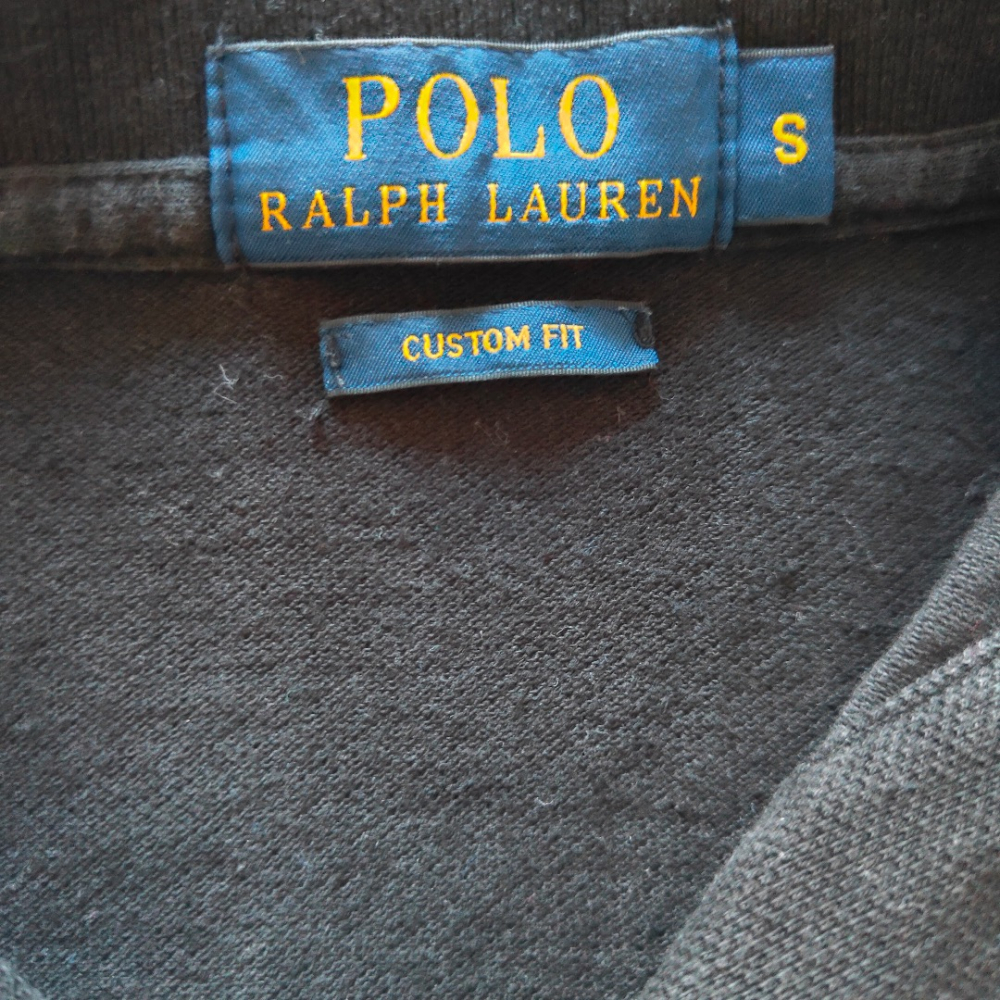 POLO
RALPH LAUREN
S
CUSTOM FIT